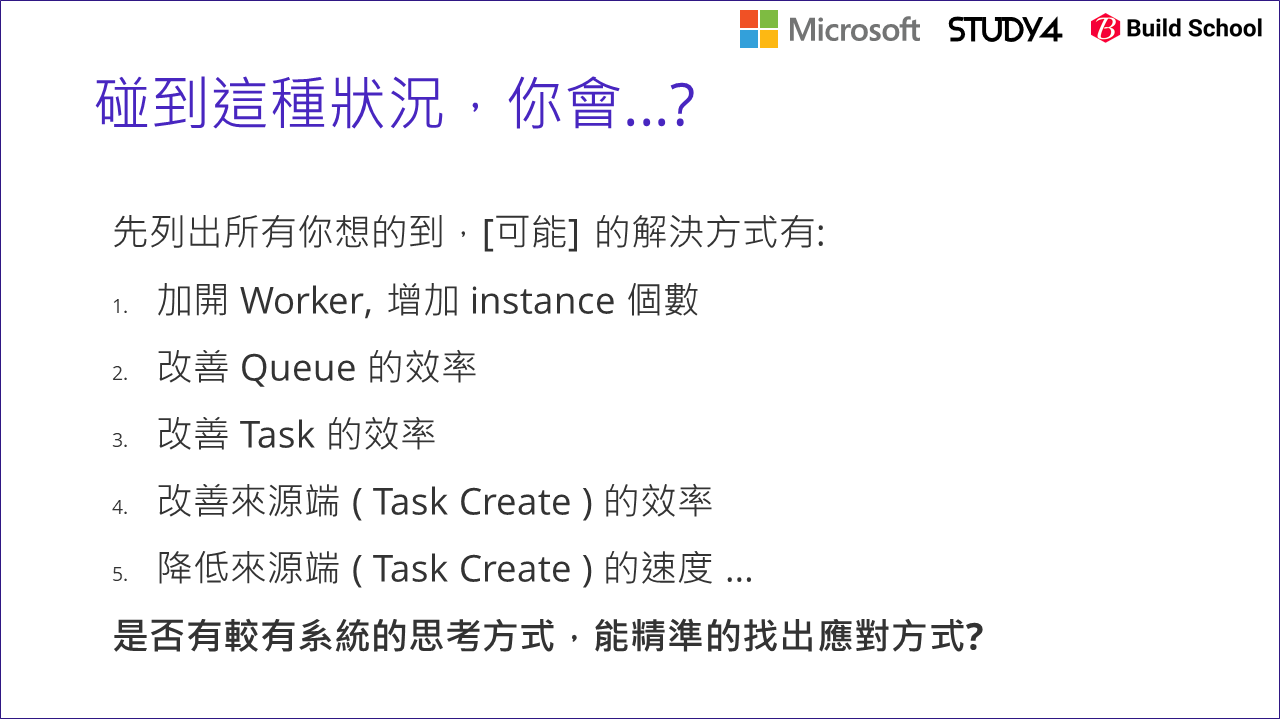 Microsoft STUDY4 Build School
碰到這種狀況，你會…?
先列出所有你想的到，[可能] 的解決方式有:
1. 加開 Worker, 增加 instance 個數
2. 改善 Queue 的效率
3. 改善 Task 的效率
4. 改善來源端 ( Task Create ) 的效率
5. 降低來源端 ( Task Create ) 的速度 …
是否有較有系統的思考方式，能精準的找出應對方式?